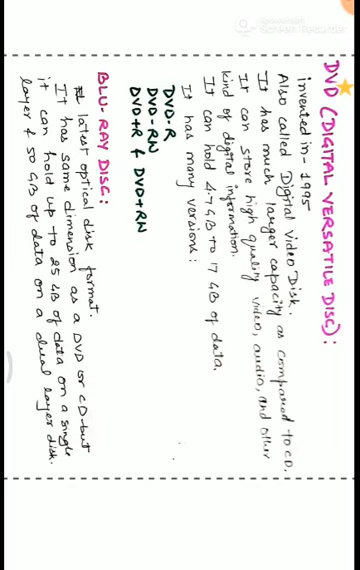 DVD (DIGITAL VERSATILE DISC):
invented in - 1995
Also called Digital Video Disk.
It has much larger capacity as compared to CD.
It can store high quality video, audio, and other
kind of digital information.
It can hold 4.7 GB to 17 GB of data.
It has many versions:
DVD-R
DVD-RW
DVD+R & DVD+RW
BLU-RAY DISC:
latest optical disk format.
It has same dimension as a DVD or CD but
it can hold up to 25 GB of data on a single
layer & 50 GB of data on a dual layer disk.
Screen Recorder